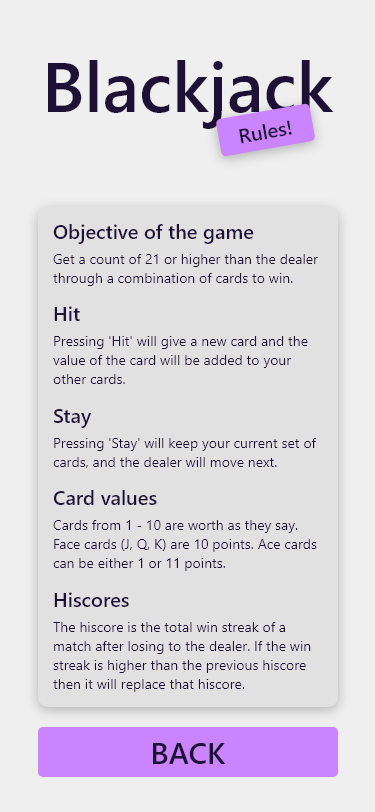 Blackjack
Rules!
Objective of the game
Get a count of 21 or higher than the dealer
through a combination of cards to win.
Hit
Pressing 'Hit' will give a new card and the
value of the card will be added to your
other cards.
Stay
Pressing 'Stay' will keep your current set of
cards, and the dealer will move next.
Card values
Cards from 1 - 10 are worth as they say.
Face cards (J, Q, K) are 10 points. Ace cards
can be either 1 or 11 points.
Hiscores
The hiscore is the total win streak of a
match after losing to the dealer. If the win
streak is higher than the previous hiscore
then it will replace that hiscore.
BACK